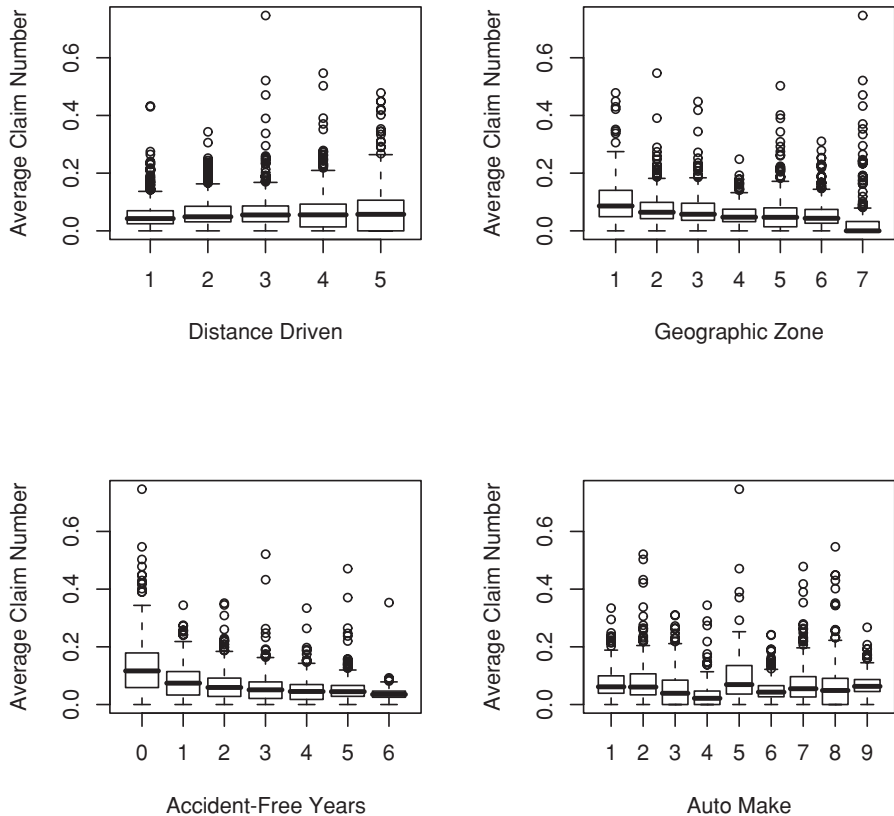 Average Claim Number
0.0 0.2 0.4 0.6
1 2 3 4 5
Distance Driven
Average Claim Number
0.0 0.2 0.4 0.6
1 2 3 4 5 6 7
Geographic Zone
Average Claim Number
0.0 0.2 0.4 0.6
0 1 2 3 4 5 6
Accident-Free Years
Average Claim Number
0.0 0.2 0.4 0.6
1 2 3 4 5 6 7 8 9
Auto Make